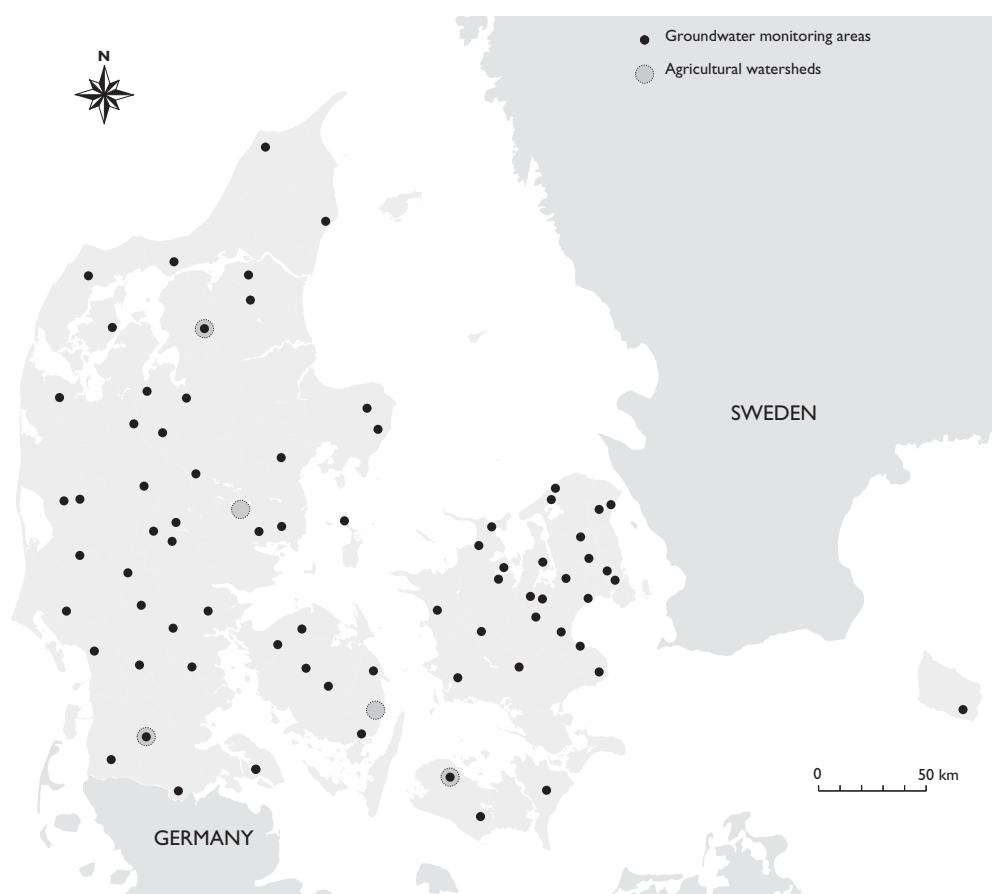 Groundwater monitoring areas
Agricultural watersheds
N
SWEDEN
0 50 km
GERMANY